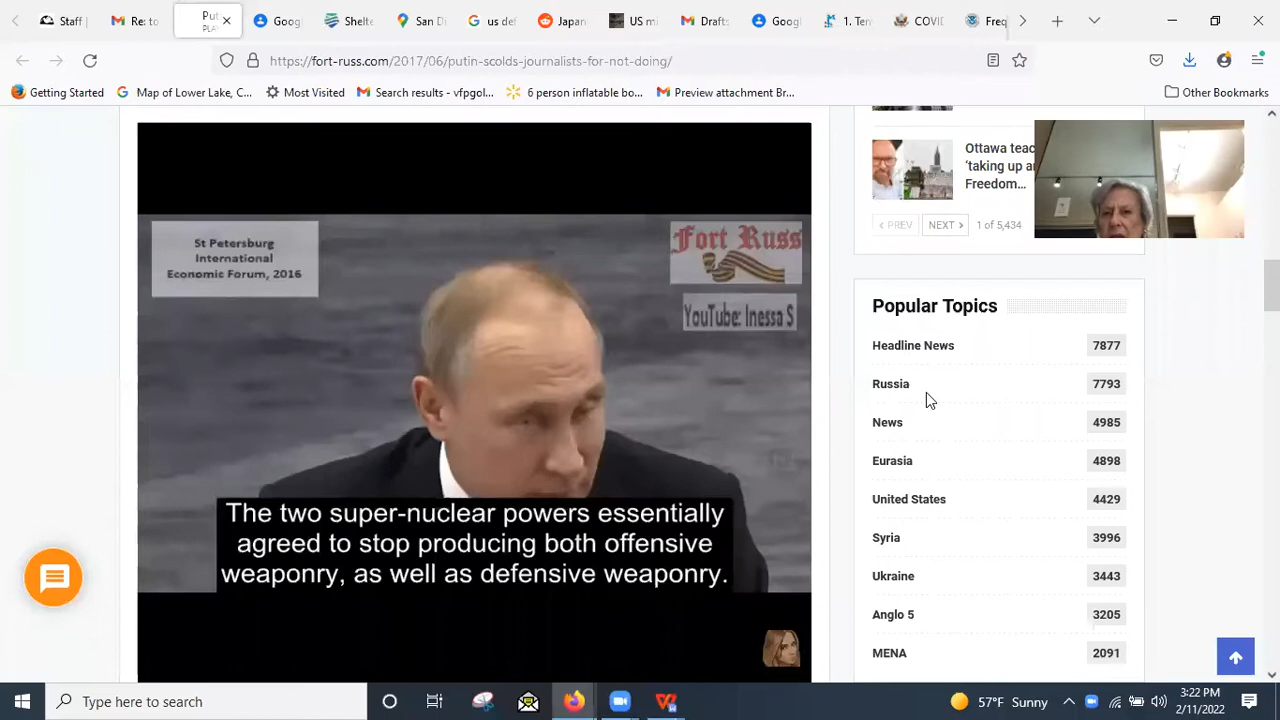 Staff
Re: to
Put
PLA
Goog
Shelte
San Di
us def
Japan
US mi
Drafts
Goog
1. Ter
COVI
Freq
https://fort-russ.com/2017/06/putin-scolds-journalists-for-not-doing/
Getting Started
Map of Lower Lake, C...
Most Visited
Search results - vfpgol...
6 person inflatable bo...
Preview attachment Br...
Other Bookmarks
St Petersburg
International
Economic Forum, 2016
Fort Russ
YouTube: Inessa S
The two super-nuclear powers essentially
agreed to stop producing both offensive
weaponry, as well as defensive weaponry.
Ottawa teac
'taking up a
Freedom...
PREV
NEXT
1 of 5,434
Popular Topics
Headline News 7877
Russia 7793
News 4985
Eurasia 4898
United States 4429
Syria 3996
Ukraine 3443
Anglo 5 3205
MENA 2091
Type here to search
57°F Sunny
3:22 PM
2/11/2022